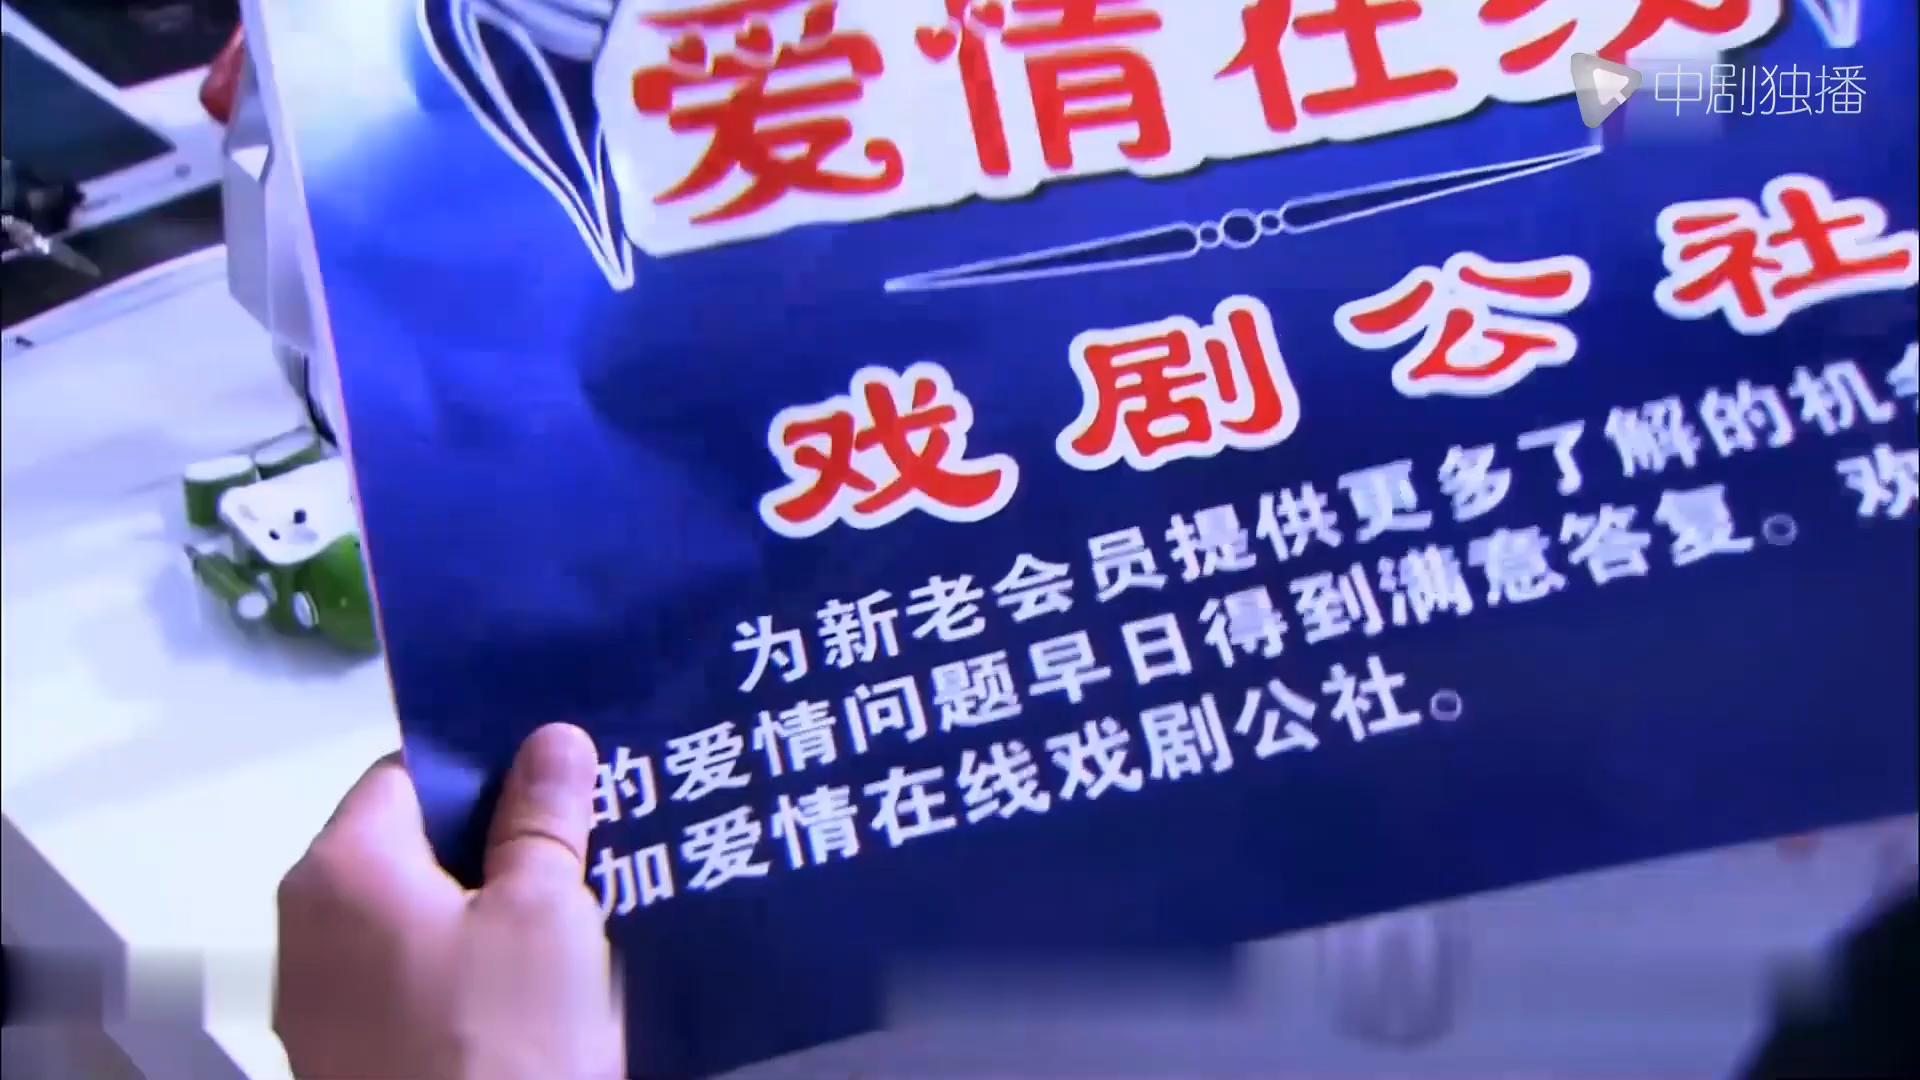 爱情在线
中剧独播
戏剧公社
为新老会员提供更多了解的机会
的爱情问题早日得到满意答复。欢
加爱情在线戏剧公社。